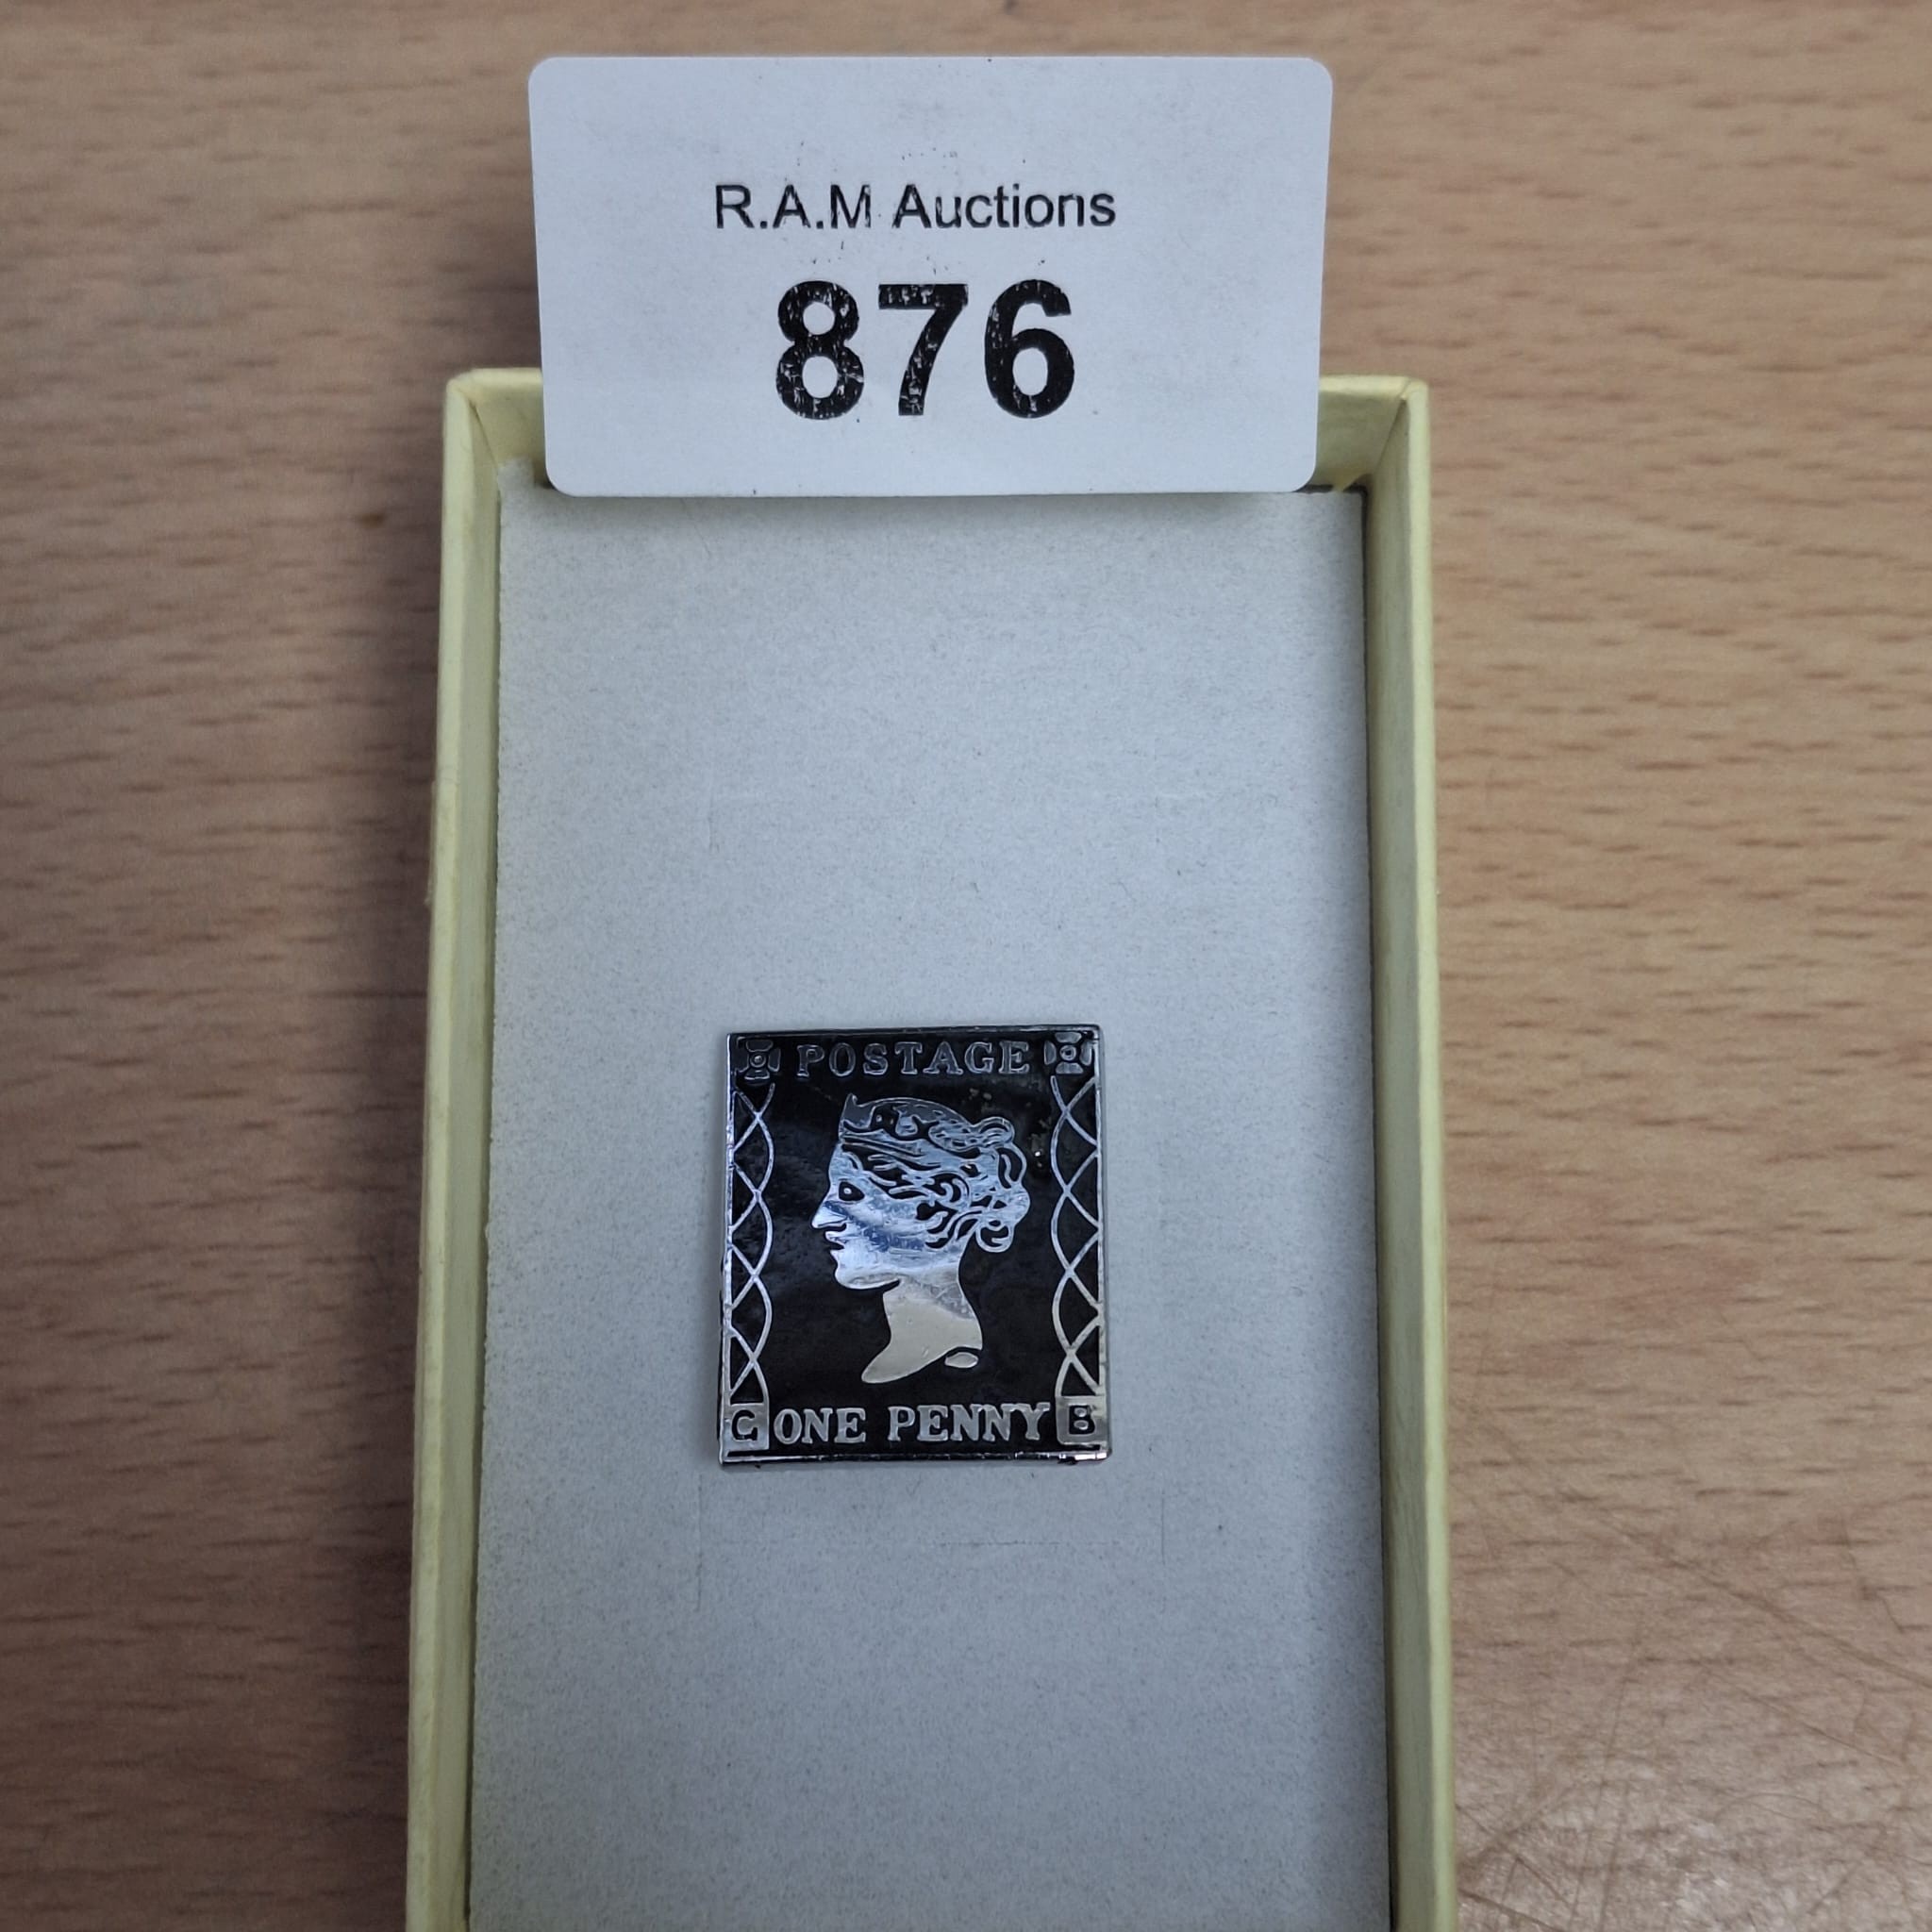 R.A.M Auctions
876
POSTAGE
C ONE PENNY B